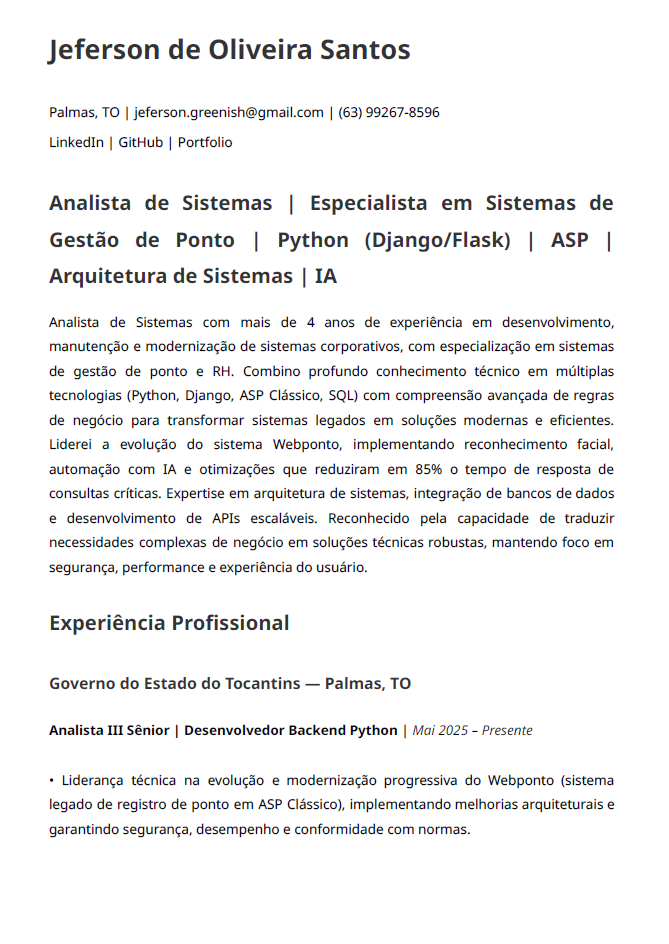 Jeferson de Oliveira Santos
Palmas, TO | jeferson.greenish@gmail.com | (63) 99267-8596
LinkedIn | GitHub | Portfolio
Analista de Sistemas | Especialista em Sistemas de
Gestão de Ponto | Python (Django/Flask) | ASP |
Arquitetura de Sistemas | IA
Analista de Sistemas com mais de 4 anos de experiência em desenvolvimento,
manutenção e modernização de sistemas corporativos, com especialização em sistemas
de gestão de ponto e RH. Combino profundo conhecimento técnico em múltiplas
tecnologias (Python, Django, ASP Clássico, SQL) com compreensão avançada de regras
de negócio para transformar sistemas legados em soluções modernas e eficientes.
Liderei a evolução do sistema Webponto, implementando reconhecimento facial,
automação com IA e otimizações que reduziram em 85% o tempo de resposta de
consultas críticas. Expertise em arquitetura de sistemas, integração de bancos de dados
e desenvolvimento de APIs escaláveis. Reconhecido pela capacidade de traduzir
necessidades complexas de negócio em soluções técnicas robustas, mantendo foco em
segurança, performance e experiência do usuário.
Experiência Profissional
Governo do Estado do Tocantins — Palmas, TO
Analista III Sênior | Desenvolvedor Backend Python | Mai 2025 – Presente
• Liderança técnica na evolução e modernização progressiva do Webponto (sistema
legado de registro de ponto em ASP Clássico), implementando melhorias arquiteturais e
garantindo segurança, desempenho e conformidade com normas.